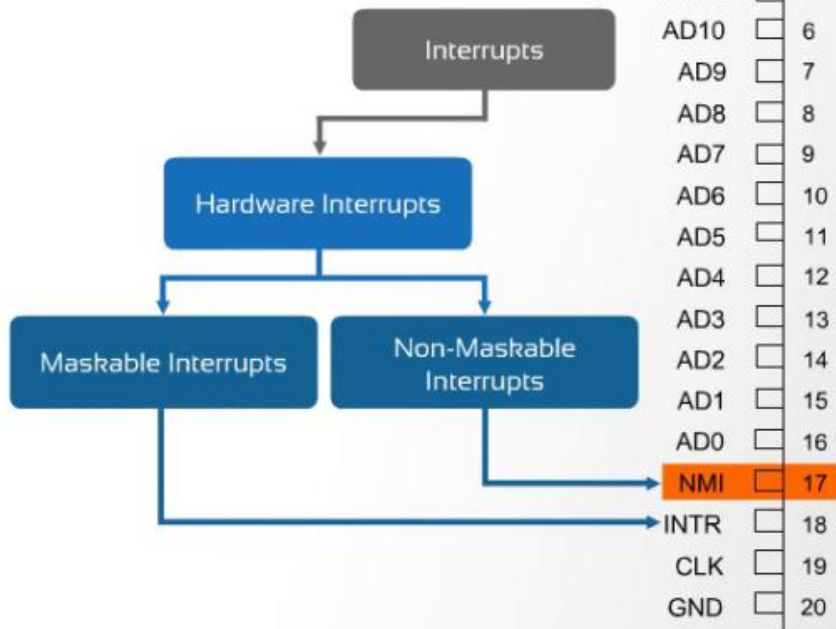 Interrupts
Hardware Interrupts
Maskable Interrupts
Non-Maskable
Interrupts
AD10 6
AD9 7
AD8 8
AD7 9
AD6 10
AD5 11
AD4 12
AD3 13
AD2 14
AD1 15
AD0 16
NMI 17
INTR 18
CLK 19
GND 20